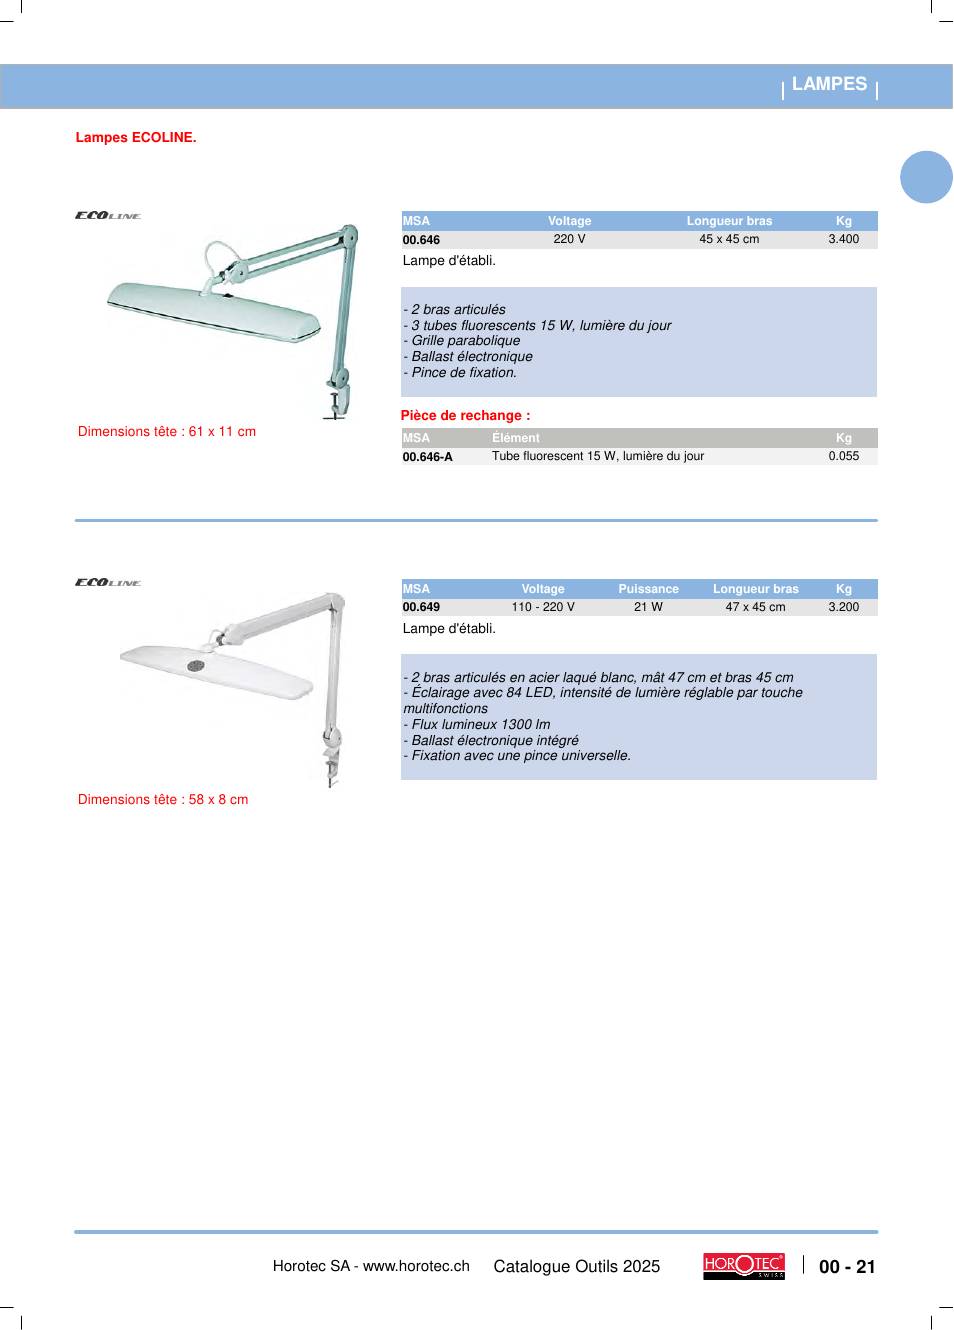 LAMPES
Lampes ECOLINE.
ECOLINE
MSA Voltage Longueur bras Kg
00.646 220 V 45 x 45 cm 3.400
Lampe d'établi.
- 2 bras articulés
- 3 tubes fluorescents 15 W, lumière du jour
- Grille parabolique
- Ballast électronique
- Pince de fixation.
Dimensions tête : 61 x 11 cm
Pièce de rechange :
MSA Élément Kg
00.646-A Tube fluorescent 15 W, lumière du jour 0.055
ECOLINE
MSA Voltage Puissance Longueur bras Kg
00.649 110 - 220 V 21 W 47 x 45 cm 3.200
Lampe d'établi.
- 2 bras articulés en acier laqué blanc, mât 47 cm et bras 45 cm
- Éclairage avec 84 LED, intensité de lumière réglable par touche
multifonctions
- Flux lumineux 1300 lm
- Ballast électronique intégré
- Fixation avec une pince universelle.
Dimensions tête : 58 x 8 cm
Horotec SA - www.horotec.ch Catalogue Outils 2025 HOROTEC SWISS 00 - 21